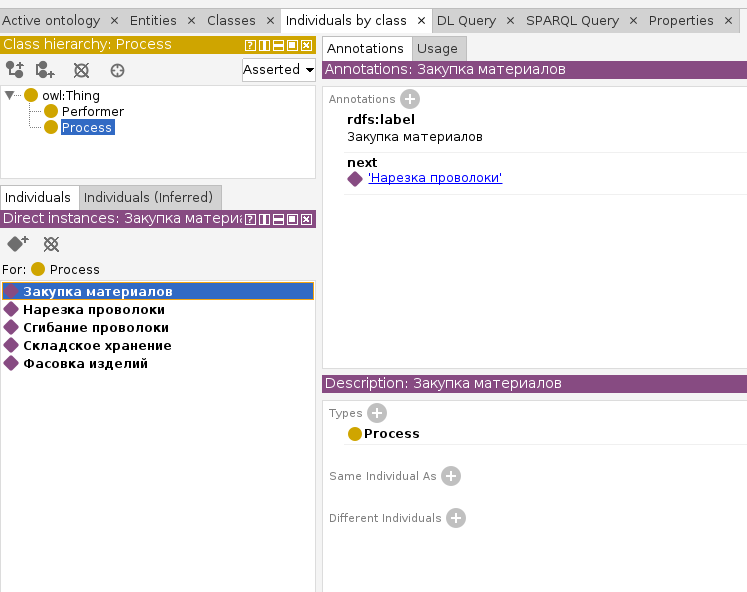 Active ontology × Entities × Classes × Individuals by class × DL Query × SPARQL Query × Properties ×
Class hierarchy: Process
Asserted
owl:Thing
Performer
Process
Individuals Individuals (Inferred)
Direct instances: Закупка материа
For: Process
Закупка материалов
Нарезка проволоки
Сгибание проволоки
Складское хранение
Фасовка изделий
Annotations Usage
Annotations: Закупка материалов
Annotations
rdfs:label
Закупка материалов
next
'Нарезка проволоки'
Description: Закупка материалов
Types
Process
Same Individual As
Different Individuals